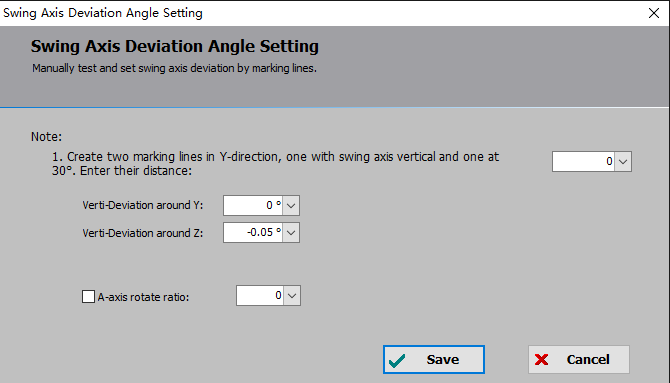 Swing Axis Deviation Angle Setting
Swing Axis Deviation Angle Setting
Manually test and set swing axis deviation by marking lines.
Note:
1. Create two marking lines in Y-direction, one with swing axis vertical and one at
30°. Enter their distance:
0
Verti-Deviation around Y:
0 °
Verti-Deviation around Z:
-0.05 °
A-axis rotate ratio:
0
Save
Cancel